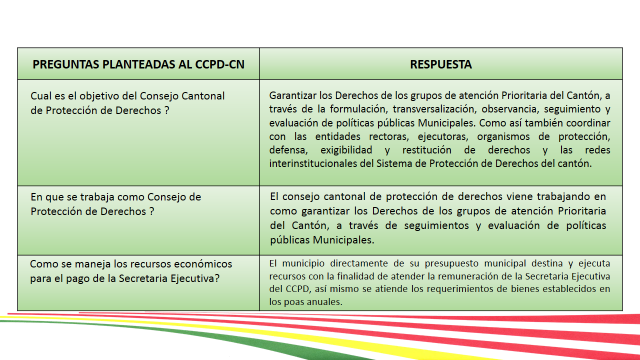 PREGUNTAS PLANTEADAS AL CCPD-CN
RESPUESTA
Cual es el objetivo del Consejo Cantonal
de Protección de Derechos ?
Garantizar los Derechos de los grupos de atención Prioritaria del Cantón, a
través de la formulación, transversalización, observancia, seguimiento y
evaluación de políticas públicas Municipales. Como así también coordinar
con las entidades rectoras, ejecutoras, organismos de protección,
defensa, exigibilidad y restitución de derechos y las redes
interinstitucionales del Sistema de Protección de Derechos del cantón.
En que se trabaja como Consejo de
Protección de Derechos ?
El consejo cantonal de protección de derechos viene trabajando en
como garantizar los Derechos de los grupos de atención Prioritaria
del Cantón, a través de seguimientos y evaluación de políticas
públicas Municipales.
Como se maneja los recursos económicos
para el pago de la Secretaria Ejecutiva?
El municipio directamente de su presupuesto municipal destina y ejecuta
recursos con la finalidad de atender la remuneración de la Secretaria Ejecutiva
del CCPD, así mismo se atiende los requerimientos de bienes establecidos en
los poas anuales.